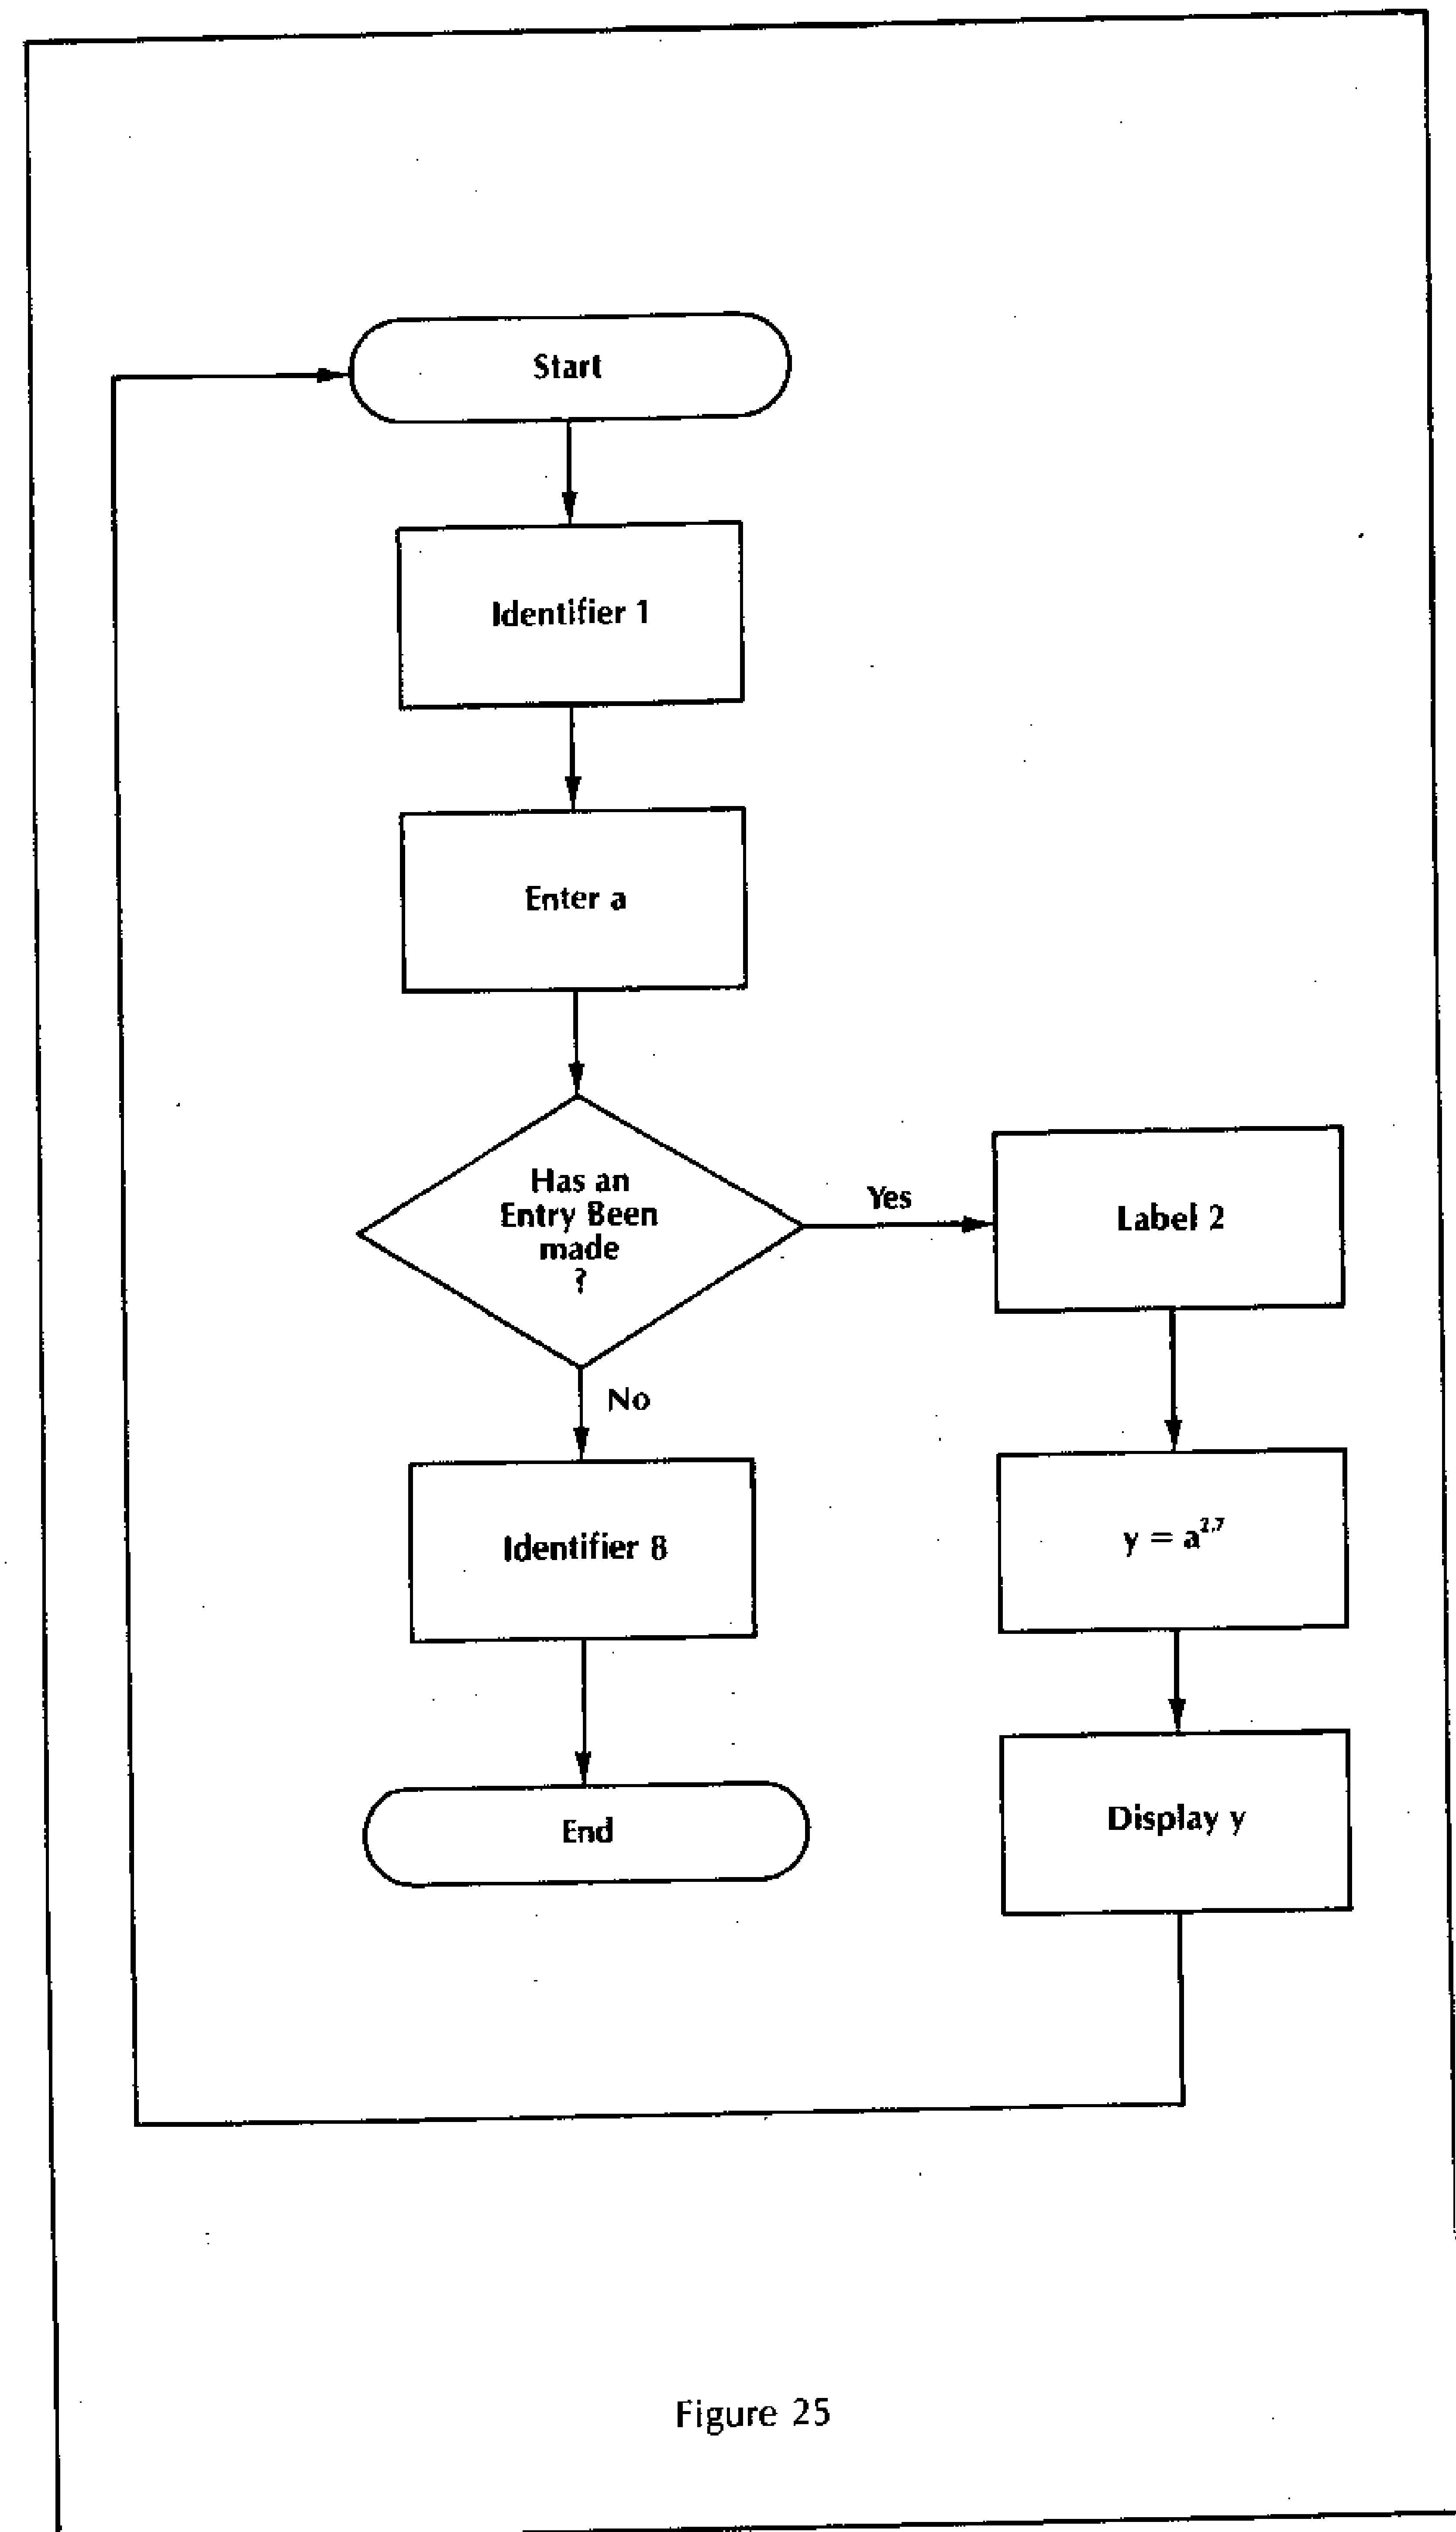 Start
Identifier 1
Enter a
Has an
Entry Been
made
?
Yes
Label 2
No
Identifier 8
y = a^2.7
End
Display y
Figure 25